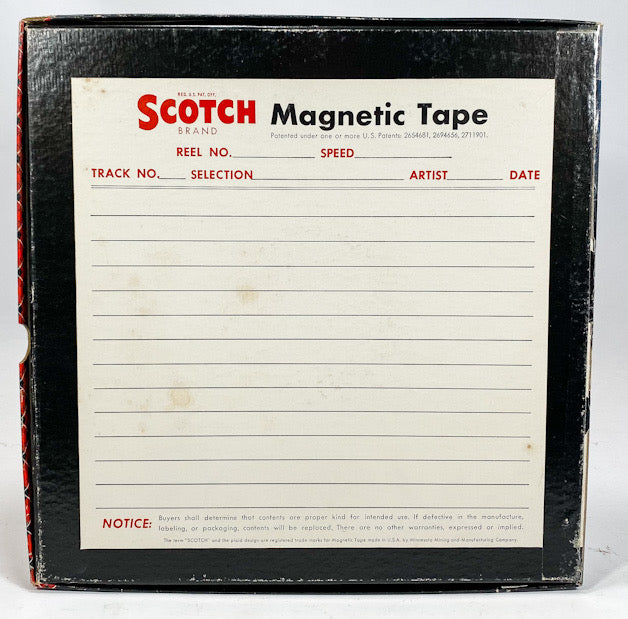 REG. U.S. PAT. OFF.
SCOTCH Magnetic Tape
BRAND
Patented under one or more U.S. Patents: 2654681, 2694656, 2711901.
REEL NO. SPEED
TRACK NO. SELECTION ARTIST DATE
NOTICE: Buyers shall determine that contents are proper kind for intended use. If defective in the manufacture,
labeling, or packaging, contents will be replaced. There are no other warranties, expressed or implied.
The term "SCOTCH" and the plaid design are registered trade marks for Magnetic Tape made in U.S.A. by Minnesota Mining and Manufacturing Company.